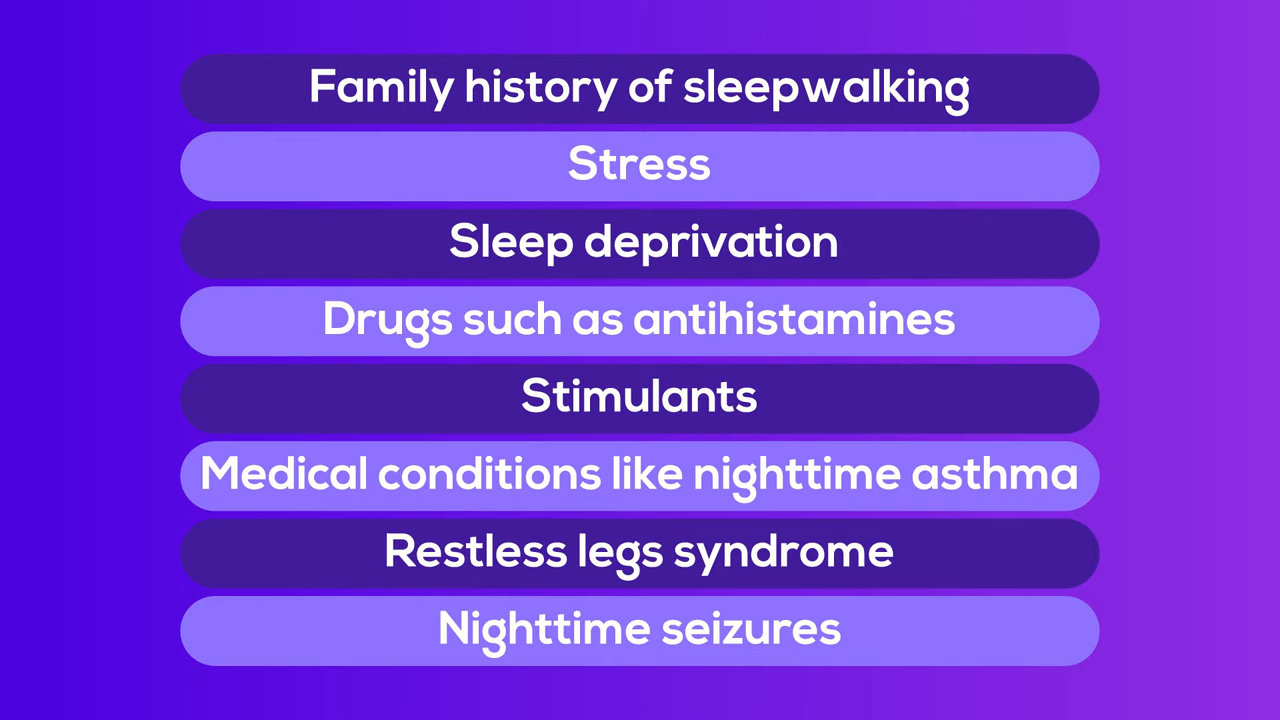 Family history of sleepwalking
Stress
Sleep deprivation
Drugs such as antihistamines
Stimulants
Medical conditions like nighttime asthma
Restless legs syndrome
Nighttime seizures